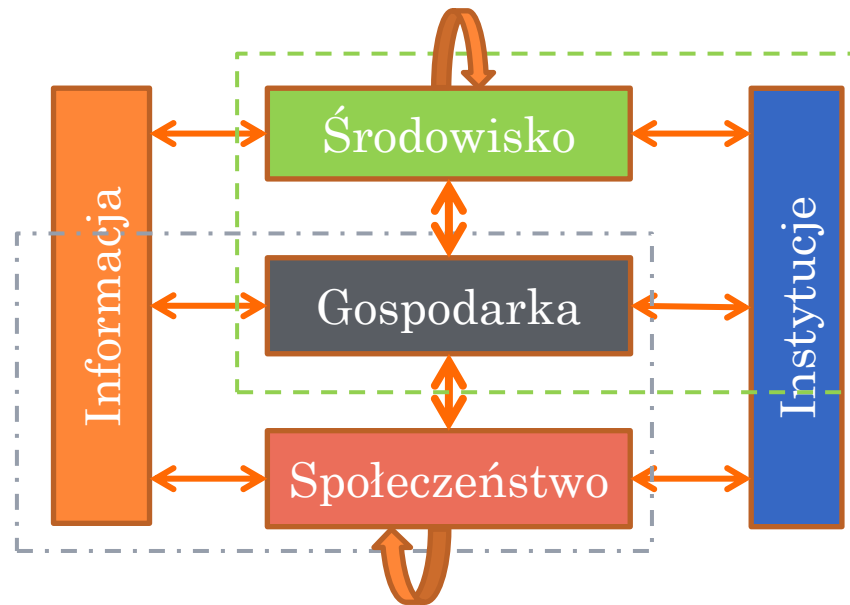 Informacja
Środowisko
Gospodarka
Społeczeństwo
Instytucje